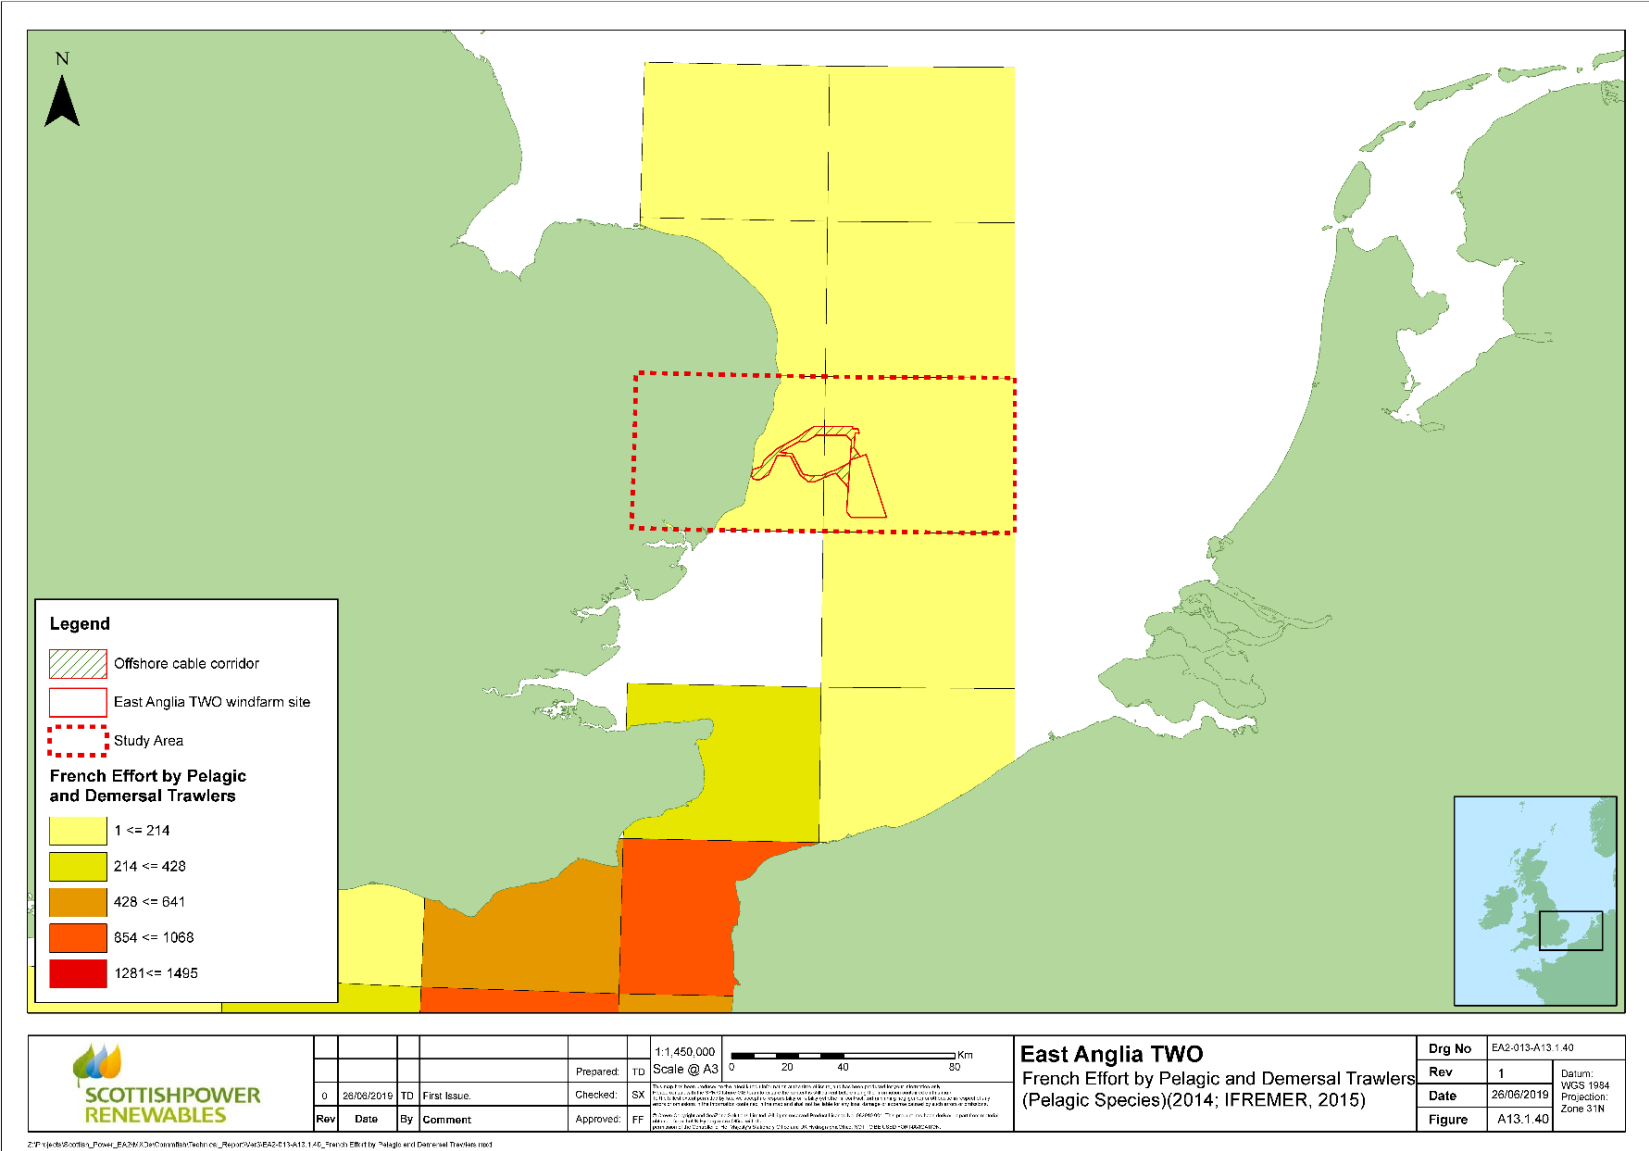 N
Legend
Offshore cable corridor
East Anglia TWO windfarm site
Study Area
French Effort by Pelagic
and Demersal Trawlers
1 <= 214
214 <= 428
428 <= 641
854 <= 1068
1281<= 1495
SCOTTISHPOWER
RENEWABLES
0 26/06/2019 TD First Issue.
Rev Date By Comment
Prepared: TD
Checked: SX
Approved: FF
1:1,450,000
Scale @ A3
Km
0 20 40 80
East Anglia TWO
French Effort by Pelagic and Demersal Trawlers
(Pelagic Species)(2014; IFREMER, 2015)
Drg No EA2-013-A13.1.40
Rev 1
Date 26/06/2019
Figure A13.1.40
Datum:
WGS 1984
Projection:
Zone 31N